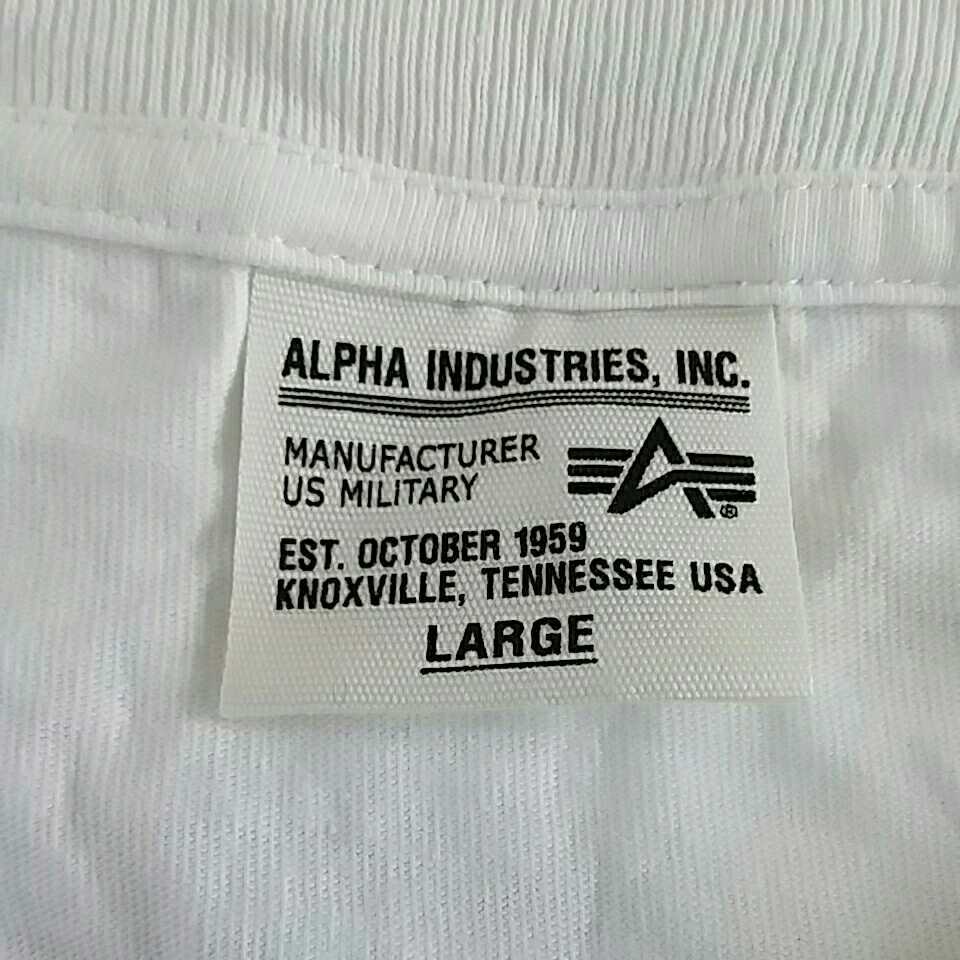 ALPHA INDUSTRIES, INC.
MANUFACTURER
US MILITARY
®
EST. OCTOBER 1959
KNOXVILLE, TENNESSEE USA
LARGE